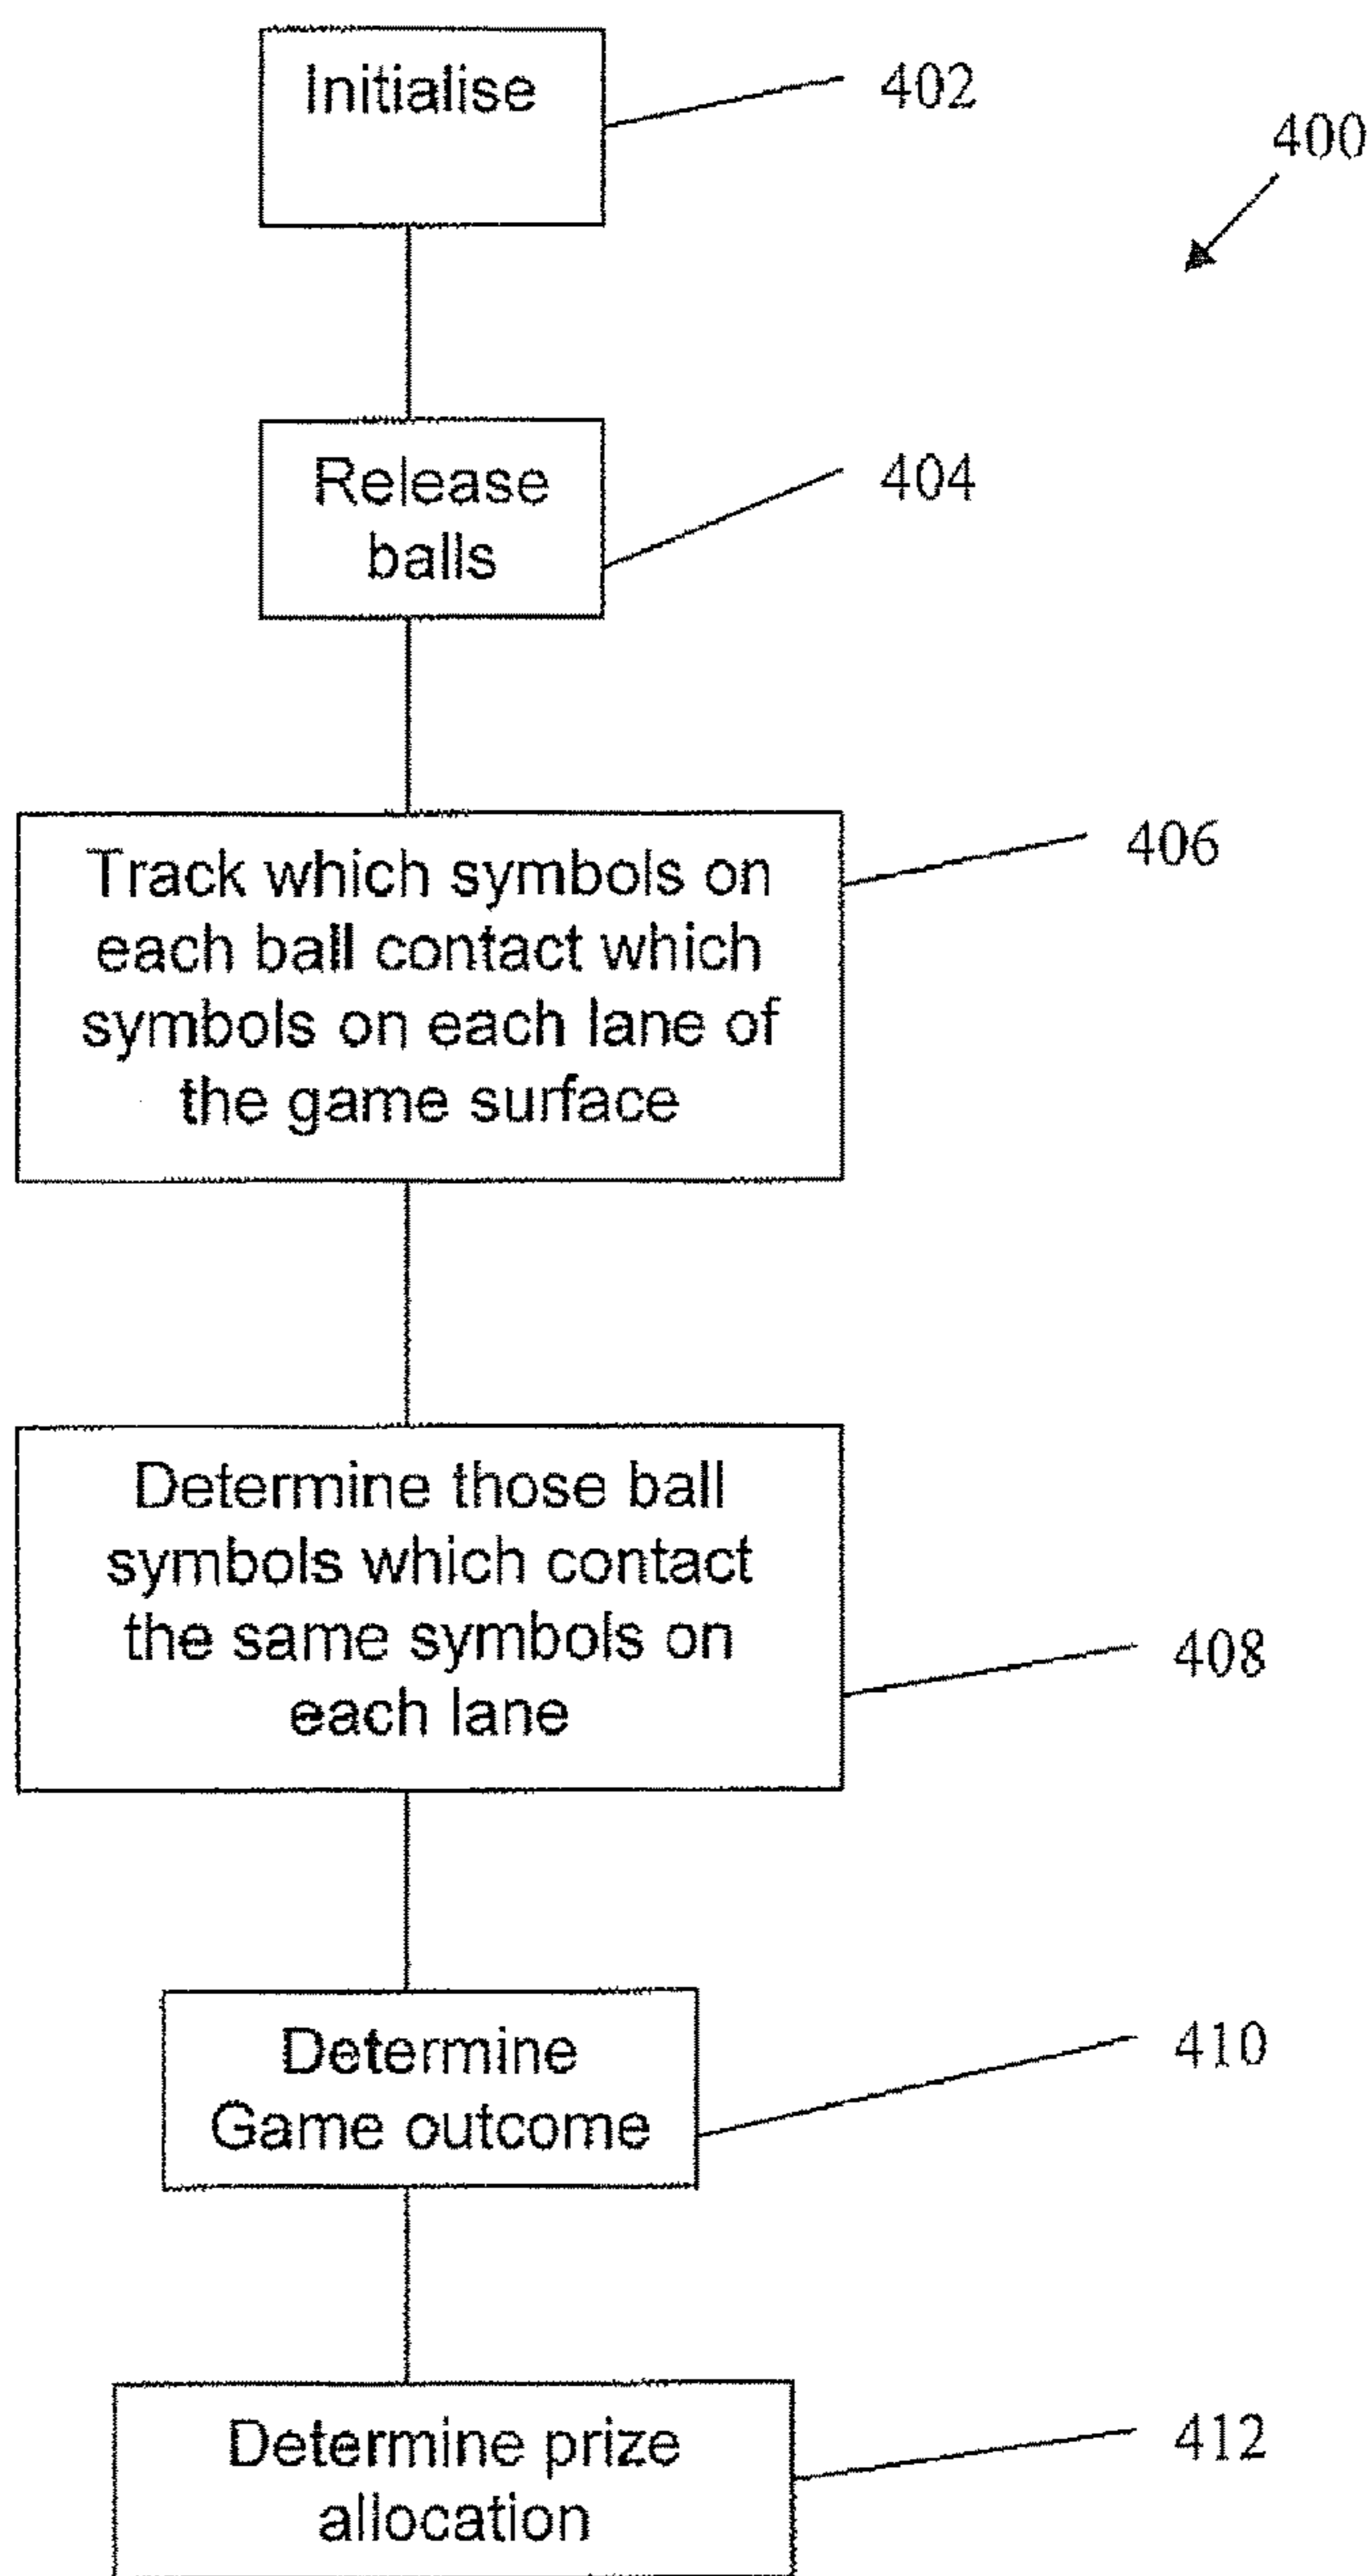 Initialise
402
400
Release
balls
404
Track which symbols on
each ball contact which
symbols on each lane of
the game surface
406
Determine those ball
symbols which contact
the same symbols on
each lane
408
Determine
Game outcome
410
Determine prize
allocation
412